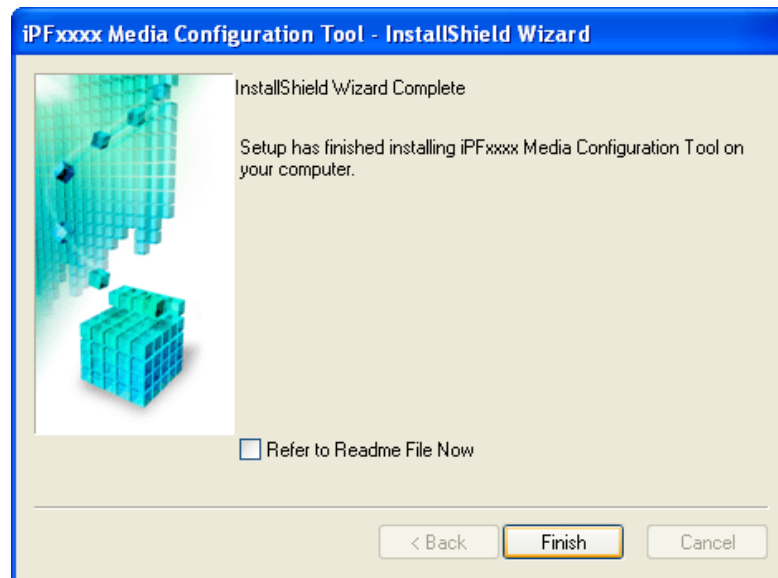 iPFxxxx Media Configuration Tool - InstallShield Wizard
InstallShield Wizard Complete
Setup has finished installing iPFxxxx Media Configuration Tool on
your computer.
Refer to Readme File Now
< Back
Finish
Cancel